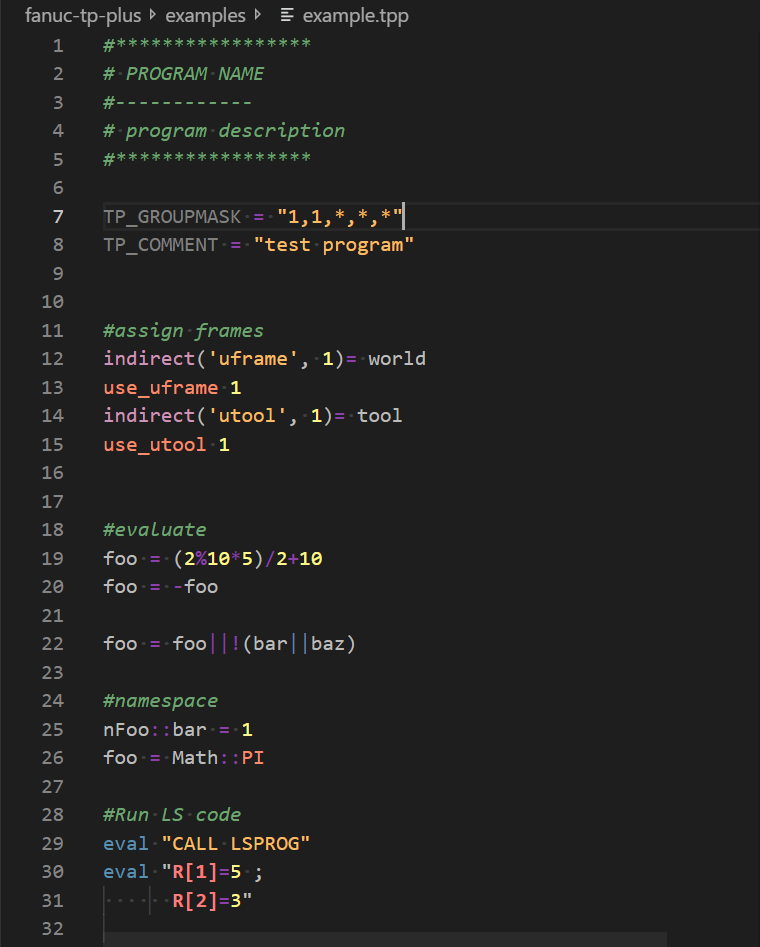 fanuc-tp-plus › examples › example.tpp
1 #*****************
2 # PROGRAM NAME
3 #------------
4 # program description
5 #*****************
6
7 TP_GROUPMASK = "1,1,*,*,*"
8 TP_COMMENT = "test program"
9
10
11 #assign frames
12 indirect('uframe', 1)= world
13 use_uframe 1
14 indirect('utool', 1)= tool
15 use_utool 1
16
17
18 #evaluate
19 foo = (2%10*5)/2+10
20 foo = -foo
21
22 foo = foo||!(bar||baz)
23
24 #namespace
25 nFoo::bar = 1
26 foo = Math::PI
27
28 #Run LS code
29 eval "CALL LSPROG"
30 eval "R[1]=5 ;
31       R[2]=3"
32